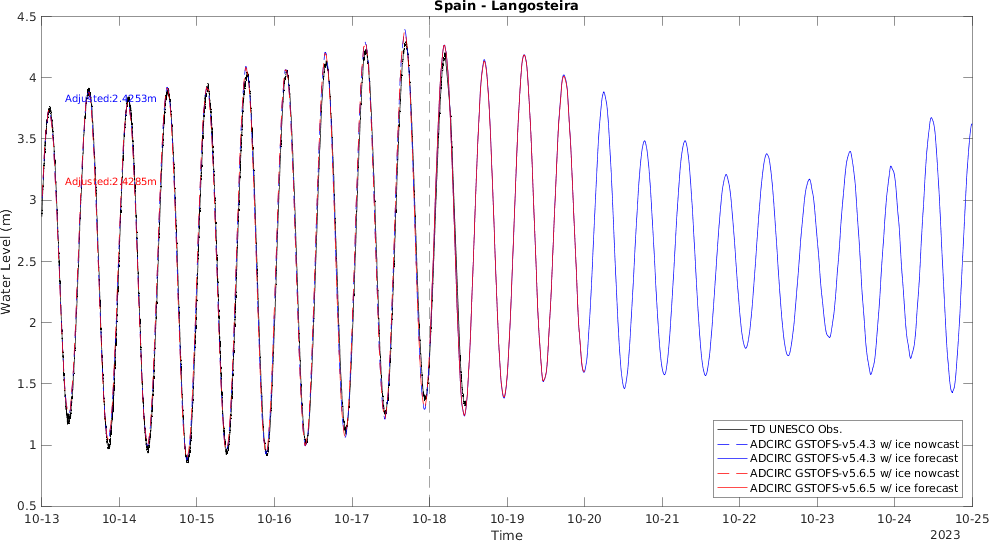 Spain - Langosteira
4.5
4
3.5
3
2.5
2
1.5
1
0.5
Water Level (m)
Adjusted:2.4253m
Adjusted:2.4285m
TD UNESCO Obs.
ADCIRC GSTOFS-v5.4.3 w/ ice nowcast
ADCIRC GSTOFS-v5.4.3 w/ ice forecast
ADCIRC GSTOFS-v5.6.5 w/ ice nowcast
ADCIRC GSTOFS-v5.6.5 w/ ice forecast
10-13 10-14 10-15 10-16 10-17 10-18 10-19 10-20 10-21 10-22 10-23 10-24 10-25
Time
2023